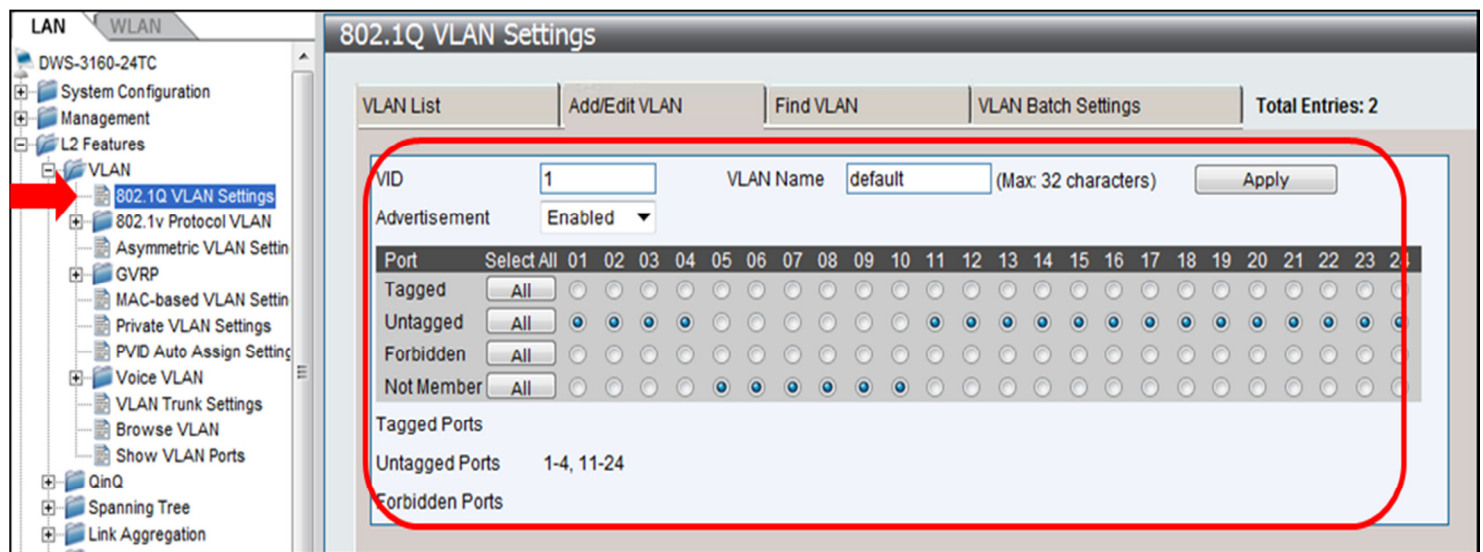 LAN WLAN
DWS-3160-24TC
System Configuration
Management
L2 Features
VLAN
802.1Q VLAN Settings
802.1v Protocol VLAN
Asymmetric VLAN Settin
GVRP
MAC-based VLAN Settin
Private VLAN Settings
PVID Auto Assign Setting
Voice VLAN
VLAN Trunk Settings
Browse VLAN
Show VLAN Ports
QinQ
Spanning Tree
Link Aggregation
802.1Q VLAN Settings
VLAN List Add/Edit VLAN Find VLAN VLAN Batch Settings Total Entries: 2
VID 1 VLAN Name default (Max: 32 characters) Apply
Advertisement Enabled
Port Select All 01 02 03 04 05 06 07 08 09 10 11 12 13 14 15 16 17 18 19 20 21 22 23 24
Tagged All
Untagged All
Forbidden All
Not Member All
Tagged Ports
Untagged Ports 1-4, 11-24
Forbidden Ports